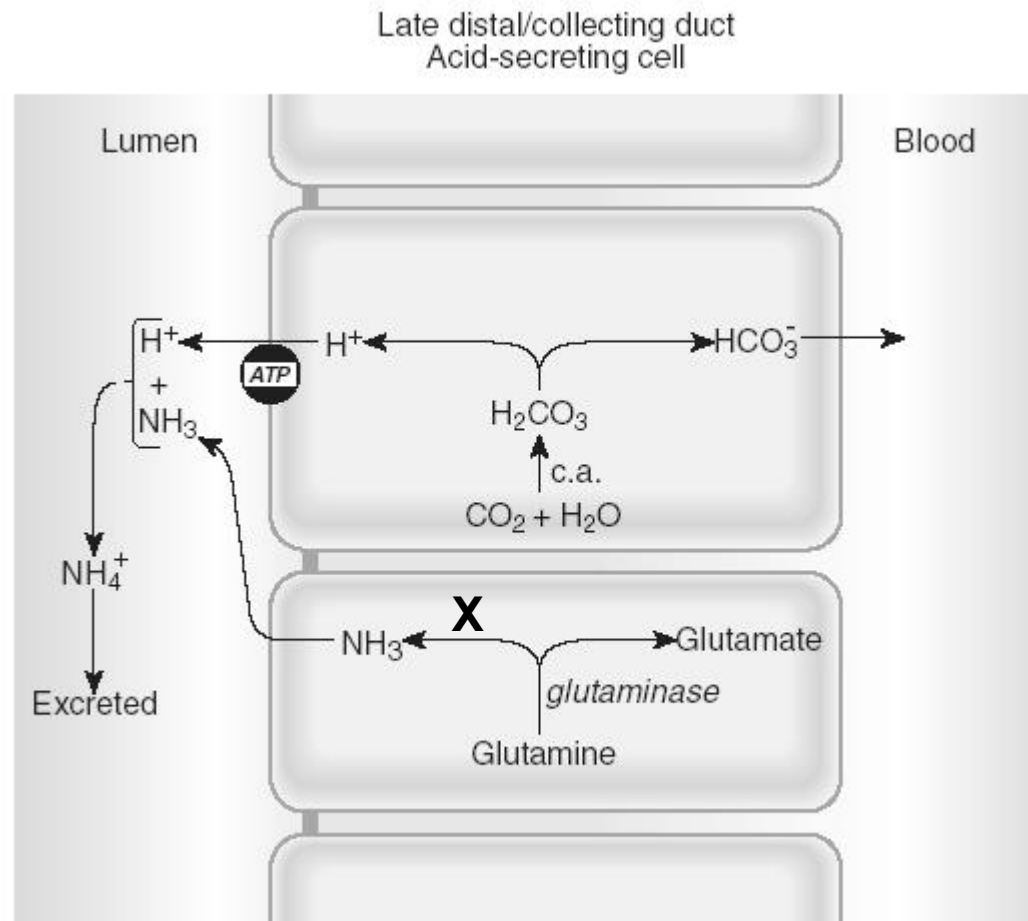 Late distal/collecting duct
Acid-secreting cell
Lumen
Blood
H⁺
H⁺
HCO₃⁻
ATP
+
NH₃
H₂CO₃
c.a.
CO₂ + H₂O
NH₄⁺
X
NH₃
Glutamate
glutaminase
Excreted
Glutamine